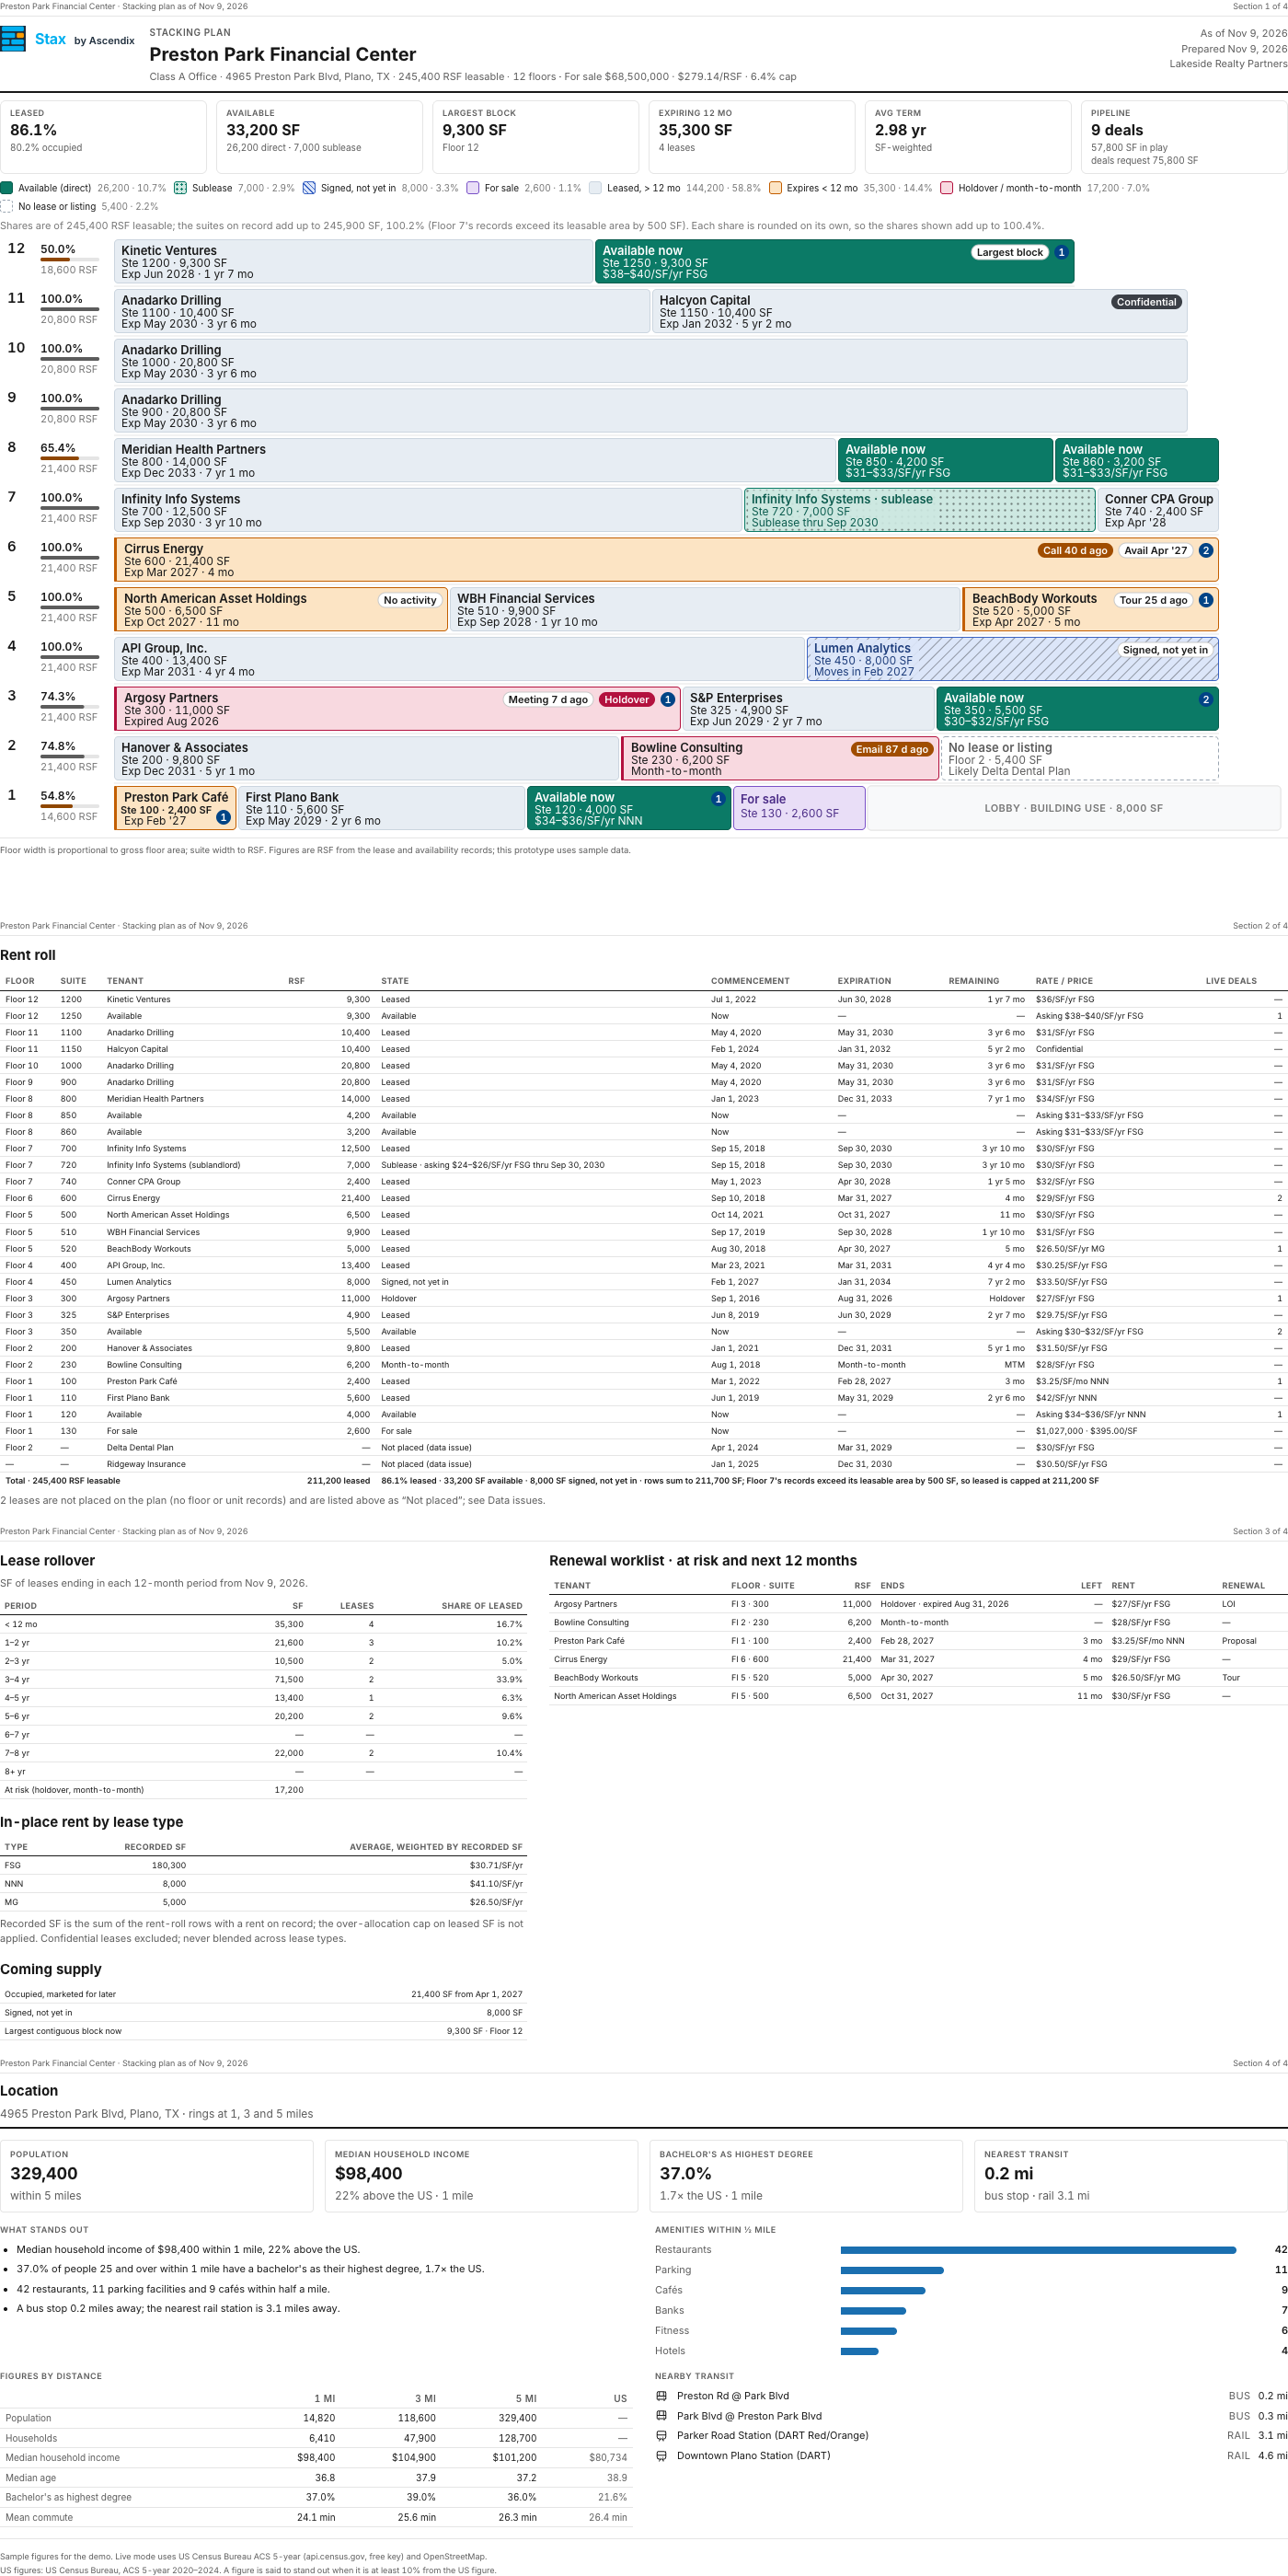 Preston Park Financial Center · Stacking plan as of Nov 9, 2026 Section 1 of 4
Stax by Ascendix
STACKING PLAN
Preston Park Financial Center
Class A Office · 4965 Preston Park Blvd, Plano, TX · 245,400 RSF leasable · 12 floors · For sale $68,500,000 · $279.14/RSF · 6.4% cap
As of Nov 9, 2026
Prepared Nov 9, 2026
Lakeside Realty Partners
LEASED
86.1%
80.2% occupied
AVAILABLE
33,200 SF
26,200 direct · 7,000 sublease
LARGEST BLOCK
9,300 SF
Floor 12
EXPIRING 12 MO
35,300 SF
4 leases
AVG TERM
2.98 yr
SF-weighted
PIPELINE
9 deals
57,800 SF in play
deals request 75,800 SF
Available (direct) 26,200 · 10.7% Sublease 7,000 · 2.9% Signed, not yet in 8,000 · 3.3% For sale 2,600 · 1.1% Leased, > 12 mo 144,200 · 58.8% Expires < 12 mo 35,300 · 14.4% Holdover / month-to-month 17,200 · 7.0%
No lease or listing 5,400 · 2.2%
Shares are of 245,400 RSF leasable; the suites on record add up to 245,900 SF, 100.2% (Floor 7's records exceed its leasable area by 500 SF). Each share is rounded on its own, so the shares shown add up to 100.4%.
12 50.0%
18,600 RSF
Kinetic Ventures
Ste 1200 · 9,300 SF
Exp Jun 2028 · 1 yr 7 mo
Available now Largest block 1
Ste 1250 · 9,300 SF
$38–$40/SF/yr FSG
11 100.0%
20,800 RSF
Anadarko Drilling
Ste 1100 · 10,400 SF
Exp May 2030 · 3 yr 6 mo
Halcyon Capital Confidential
Ste 1150 · 10,400 SF
Exp Jan 2032 · 5 yr 2 mo
10 100.0%
20,800 RSF
Anadarko Drilling
Ste 1000 · 20,800 SF
Exp May 2030 · 3 yr 6 mo
9 100.0%
20,800 RSF
Anadarko Drilling
Ste 900 · 20,800 SF
Exp May 2030 · 3 yr 6 mo
8 65.4%
21,400 RSF
Meridian Health Partners
Ste 800 · 14,000 SF
Exp Dec 2033 · 7 yr 1 mo
Available now
Ste 850 · 4,200 SF
$31–$33/SF/yr FSG
Available now
Ste 860 · 3,200 SF
$31–$33/SF/yr FSG
7 100.0%
21,400 RSF
Infinity Info Systems
Ste 700 · 12,500 SF
Exp Sep 2030 · 3 yr 10 mo
Infinity Info Systems · sublease
Ste 720 · 7,000 SF
Sublease thru Sep 2030
Conner CPA Group
Ste 740 · 2,400 SF
Exp Apr '28
6 100.0%
21,400 RSF
Cirrus Energy Call 40 d ago Avail Apr '27 2
Ste 600 · 21,400 SF
Exp Mar 2027 · 4 mo
5 100.0%
21,400 RSF
North American Asset Holdings No activity
Ste 500 · 6,500 SF
Exp Oct 2027 · 11 mo
WBH Financial Services
Ste 510 · 9,900 SF
Exp Sep 2028 · 1 yr 10 mo
BeachBody Workouts Tour 25 d ago 1
Ste 520 · 5,000 SF
Exp Apr 2027 · 5 mo
4 100.0%
21,400 RSF
API Group, Inc.
Ste 400 · 13,400 SF
Exp Mar 2031 · 4 yr 4 mo
Lumen Analytics Signed, not yet in
Ste 450 · 8,000 SF
Moves in Feb 2027
3 74.3%
21,400 RSF
Argosy Partners Meeting 7 d ago Holdover 1
Ste 300 · 11,000 SF
Expired Aug 2026
S&P Enterprises
Ste 325 · 4,900 SF
Exp Jun 2029 · 2 yr 7 mo
Available now 2
Ste 350 · 5,500 SF
$30–$32/SF/yr FSG
2 74.8%
21,400 RSF
Hanover & Associates
Ste 200 · 9,800 SF
Exp Dec 2031 · 5 yr 1 mo
Bowline Consulting Email 87 d ago
Ste 230 · 6,200 SF
Month-to-month
No lease or listing
Floor 2 · 5,400 SF
Likely Delta Dental Plan
1 54.8%
14,600 RSF
Preston Park Café
Ste 100 · 2,400 SF
Exp Feb '27 1
First Plano Bank
Ste 110 · 5,600 SF
Exp May 2029 · 2 yr 6 mo
Available now 1
Ste 120 · 4,000 SF
$34–$36/SF/yr NNN
For sale
Ste 130 · 2,600 SF
LOBBY · BUILDING USE · 8,000 SF
Floor width is proportional to gross floor area; suite width to RSF. Figures are RSF from the lease and availability records; this prototype uses sample data.
Preston Park Financial Center · Stacking plan as of Nov 9, 2026 Section 2 of 4
Rent roll
FLOOR SUITE TENANT RSF STATE COMMENCEMENT EXPIRATION REMAINING RATE / PRICE LIVE DEALS
Floor 12 1200 Kinetic Ventures 9,300 Leased Jul 1, 2022 Jun 30, 2028 1 yr 7 mo $36/SF/yr FSG —
Floor 12 1250 Available 9,300 Available Now — — Asking $38–$40/SF/yr FSG 1
Floor 11 1100 Anadarko Drilling 10,400 Leased May 4, 2020 May 31, 2030 3 yr 6 mo $31/SF/yr FSG —
Floor 11 1150 Halcyon Capital 10,400 Leased Feb 1, 2024 Jan 31, 2032 5 yr 2 mo Confidential —
Floor 10 1000 Anadarko Drilling 20,800 Leased May 4, 2020 May 31, 2030 3 yr 6 mo $31/SF/yr FSG —
Floor 9 900 Anadarko Drilling 20,800 Leased May 4, 2020 May 31, 2030 3 yr 6 mo $31/SF/yr FSG —
Floor 8 800 Meridian Health Partners 14,000 Leased Jan 1, 2023 Dec 31, 2033 7 yr 1 mo $34/SF/yr FSG —
Floor 8 850 Available 4,200 Available Now — — Asking $31–$33/SF/yr FSG —
Floor 8 860 Available 3,200 Available Now — — Asking $31–$33/SF/yr FSG —
Floor 7 700 Infinity Info Systems 12,500 Leased Sep 15, 2018 Sep 30, 2030 3 yr 10 mo $30/SF/yr FSG —
Floor 7 720 Infinity Info Systems (sublandlord) 7,000 Sublease · asking $24–$26/SF/yr FSG thru Sep 30, 2030 Sep 15, 2018 Sep 30, 2030 3 yr 10 mo $30/SF/yr FSG —
Floor 7 740 Conner CPA Group 2,400 Leased May 1, 2023 Apr 30, 2028 1 yr 5 mo $32/SF/yr FSG —
Floor 6 600 Cirrus Energy 21,400 Leased Sep 10, 2018 Mar 31, 2027 4 mo $29/SF/yr FSG 2
Floor 5 500 North American Asset Holdings 6,500 Leased Oct 14, 2021 Oct 31, 2027 11 mo $30/SF/yr FSG —
Floor 5 510 WBH Financial Services 9,900 Leased Sep 17, 2019 Sep 30, 2028 1 yr 10 mo $31/SF/yr FSG —
Floor 5 520 BeachBody Workouts 5,000 Leased Aug 30, 2018 Apr 30, 2027 5 mo $26.50/SF/yr MG 1
Floor 4 400 API Group, Inc. 13,400 Leased Mar 23, 2021 Mar 31, 2031 4 yr 4 mo $30.25/SF/yr FSG —
Floor 4 450 Lumen Analytics 8,000 Signed, not yet in Feb 1, 2027 Jan 31, 2034 7 yr 2 mo $33.50/SF/yr FSG —
Floor 3 300 Argosy Partners 11,000 Holdover Sep 1, 2016 Aug 31, 2026 Holdover $27/SF/yr FSG 1
Floor 3 325 S&P Enterprises 4,900 Leased Jun 8, 2019 Jun 30, 2029 2 yr 7 mo $29.75/SF/yr FSG —
Floor 3 350 Available 5,500 Available Now — — Asking $30–$32/SF/yr FSG 2
Floor 2 200 Hanover & Associates 9,800 Leased Jan 1, 2021 Dec 31, 2031 5 yr 1 mo $31.50/SF/yr FSG —
Floor 2 230 Bowline Consulting 6,200 Month-to-month Aug 1, 2018 Month-to-month MTM $28/SF/yr FSG —
Floor 1 100 Preston Park Café 2,400 Leased Mar 1, 2022 Feb 28, 2027 3 mo $3.25/SF/mo NNN 1
Floor 1 110 First Plano Bank 5,600 Leased Jun 1, 2019 May 31, 2029 2 yr 6 mo $42/SF/yr NNN —
Floor 1 120 Available 4,000 Available Now — — Asking $34–$36/SF/yr NNN 1
Floor 1 130 For sale 2,600 For sale Now — — $1,027,000 · $395.00/SF —
Floor 2 — Delta Dental Plan — Not placed (data issue) Apr 1, 2024 Mar 31, 2029 — $30/SF/yr FSG —
— — Ridgeway Insurance — Not placed (data issue) Jan 1, 2025 Dec 31, 2030 — $30.50/SF/yr FSG —
Total · 245,400 RSF leasable 211,200 leased 86.1% leased · 33,200 SF available · 8,000 SF signed, not yet in · rows sum to 211,700 SF; Floor 7's records exceed its leasable area by 500 SF, so leased is capped at 211,200 SF
2 leases are not placed on the plan (no floor or unit records) and are listed above as “Not placed”; see Data issues.
Preston Park Financial Center · Stacking plan as of Nov 9, 2026 Section 3 of 4
Lease rollover
SF of leases ending in each 12-month period from Nov 9, 2026.
PERIOD SF LEASES SHARE OF LEASED
< 12 mo 35,300 4 16.7%
1–2 yr 21,600 3 10.2%
2–3 yr 10,500 2 5.0%
3–4 yr 71,500 2 33.9%
4–5 yr 13,400 1 6.3%
5–6 yr 20,200 2 9.6%
6–7 yr — — —
7–8 yr 22,000 2 10.4%
8+ yr — — —
At risk (holdover, month-to-month) 17,200
In-place rent by lease type
TYPE RECORDED SF AVERAGE, WEIGHTED BY RECORDED SF
FSG 180,300 $30.71/SF/yr
NNN 8,000 $41.10/SF/yr
MG 5,000 $26.50/SF/yr
Recorded SF is the sum of the rent-roll rows with a rent on record; the over-allocation cap on leased SF is not
applied. Confidential leases excluded; never blended across lease types.
Coming supply
Occupied, marketed for later 21,400 SF from Apr 1, 2027
Signed, not yet in 8,000 SF
Largest contiguous block now 9,300 SF · Floor 12
Renewal worklist · at risk and next 12 months
TENANT FLOOR · SUITE RSF ENDS LEFT RENT RENEWAL
Argosy Partners Fl 3 · 300 11,000 Holdover · expired Aug 31, 2026 — $27/SF/yr FSG LOI
Bowline Consulting Fl 2 · 230 6,200 Month-to-month — $28/SF/yr FSG —
Preston Park Café Fl 1 · 100 2,400 Feb 28, 2027 3 mo $3.25/SF/mo NNN Proposal
Cirrus Energy Fl 6 · 600 21,400 Mar 31, 2027 4 mo $29/SF/yr FSG —
BeachBody Workouts Fl 5 · 520 5,000 Apr 30, 2027 5 mo $26.50/SF/yr MG Tour
North American Asset Holdings Fl 5 · 500 6,500 Oct 31, 2027 11 mo $30/SF/yr FSG —
Preston Park Financial Center · Stacking plan as of Nov 9, 2026 Section 4 of 4
Location
4965 Preston Park Blvd, Plano, TX · rings at 1, 3 and 5 miles
POPULATION
329,400
within 5 miles
MEDIAN HOUSEHOLD INCOME
$98,400
22% above the US · 1 mile
BACHELOR'S AS HIGHEST DEGREE
37.0%
1.7× the US · 1 mile
NEAREST TRANSIT
0.2 mi
bus stop · rail 3.1 mi
WHAT STANDS OUT
• Median household income of $98,400 within 1 mile, 22% above the US.
• 37.0% of people 25 and over within 1 mile have a bachelor's as their highest degree, 1.7× the US.
• 42 restaurants, 11 parking facilities and 9 cafés within half a mile.
• A bus stop 0.2 miles away; the nearest rail station is 3.1 miles away.
AMENITIES WITHIN ½ MILE
Restaurants 42
Parking 11
Cafés 9
Banks 7
Fitness 6
Hotels 4
FIGURES BY DISTANCE
1 MI 3 MI 5 MI US
Population 14,820 118,600 329,400 —
Households 6,410 47,900 128,700 —
Median household income $98,400 $104,900 $101,200 $80,734
Median age 36.8 37.9 37.2 38.9
Bachelor's as highest degree 37.0% 39.0% 36.0% 21.6%
Mean commute 24.1 min 25.6 min 26.3 min 26.4 min
NEARBY TRANSIT
Preston Rd @ Park Blvd BUS 0.2 mi
Park Blvd @ Preston Park Blvd BUS 0.3 mi
Parker Road Station (DART Red/Orange) RAIL 3.1 mi
Downtown Plano Station (DART) RAIL 4.6 mi
Sample figures for the demo. Live mode uses US Census Bureau ACS 5-year (api.census.gov, free key) and OpenStreetMap.
US figures: US Census Bureau, ACS 5-year 2020–2024. A figure is said to stand out when it is at least 10% from the US figure.